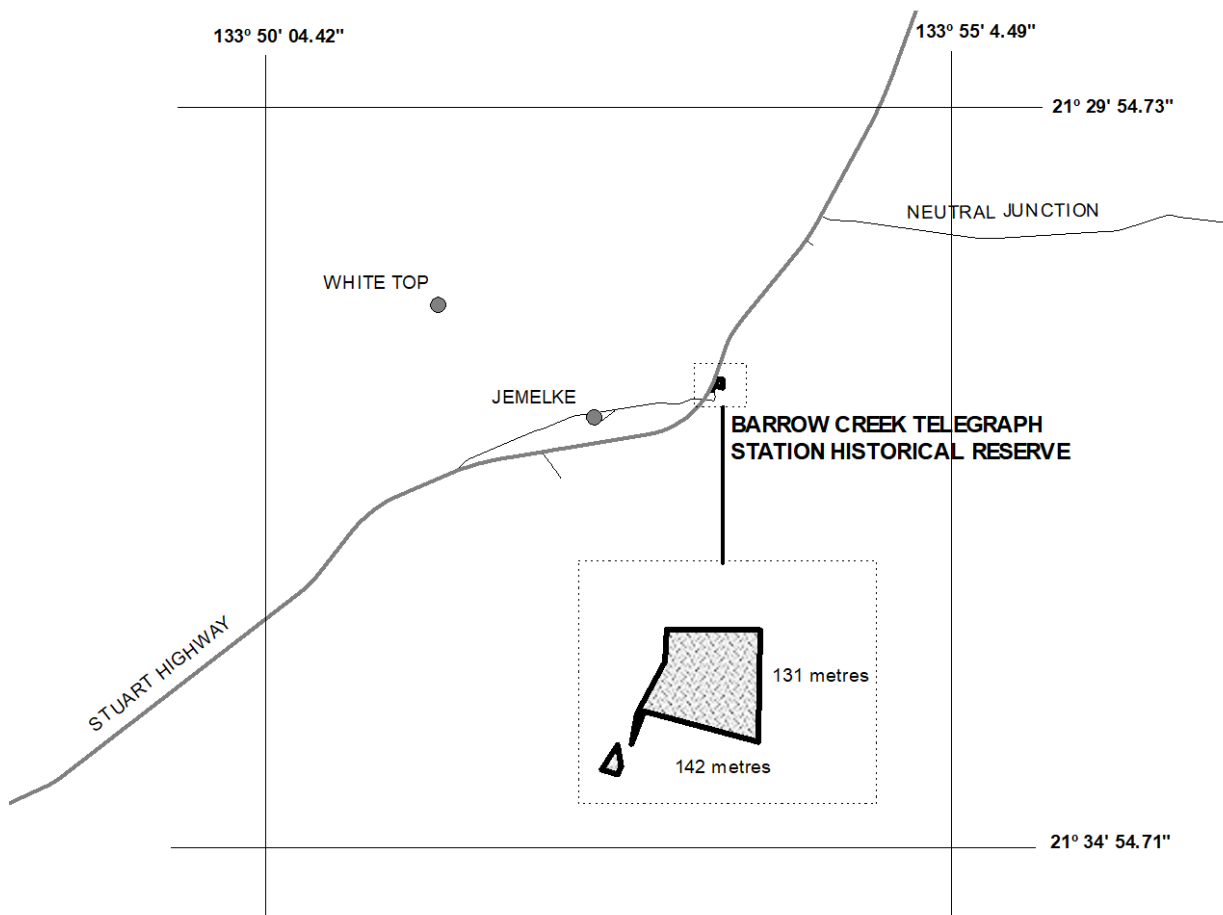 133º 50' 04.42"
133º 55' 4.49"
21º 29' 54.73"
NEUTRAL JUNCTION
WHITE TOP
JEMELKE
BARROW CREEK TELEGRAPH
STATION HISTORICAL RESERVE
STUART HIGHWAY
131 metres
142 metres
21º 34' 54.71"